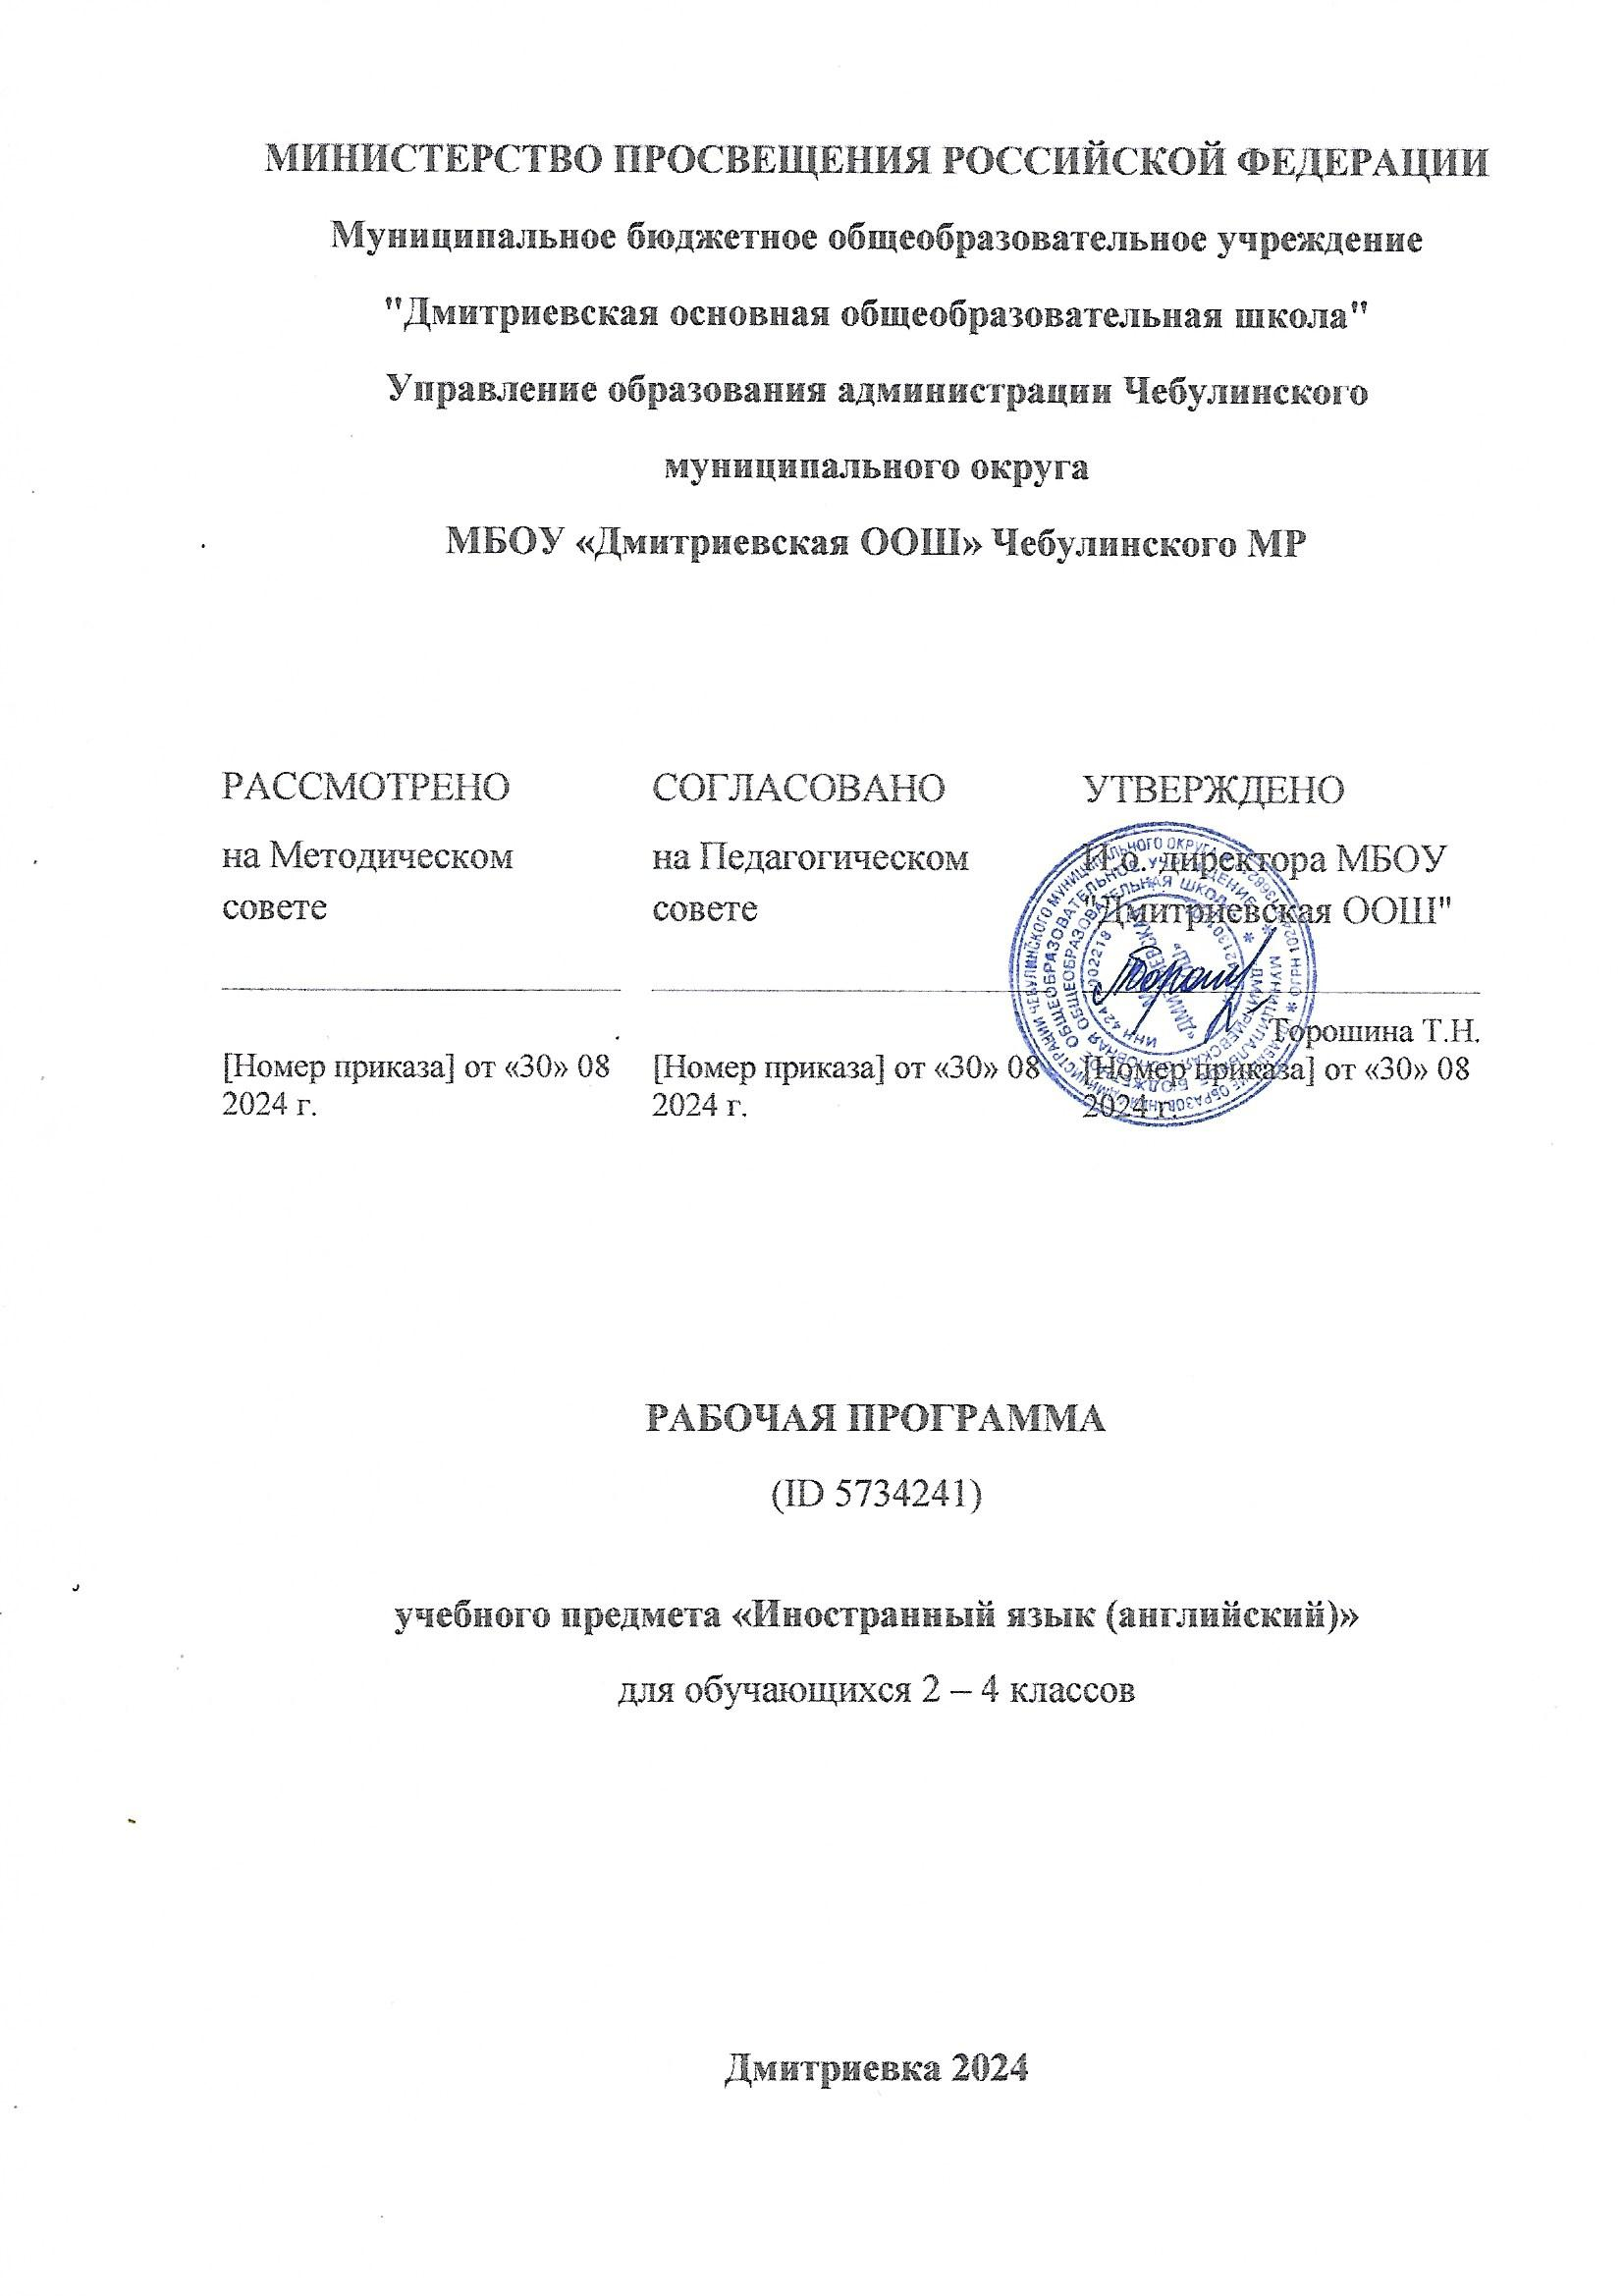 МИНИСТЕРСТВО ПРОСВЕЩЕНИЯ РОССИЙСКОЙ ФЕДЕРАЦИИ
Муниципальное бюджетное общеобразовательное учреждение
"Дмитриевская основная общеобразовательная школа"
Управление образования администрации Чебулинского
муниципального округа
МБОУ «Дмитриевская ООШ» Чебулинского МР
РАССМОТРЕНО
на Методическом
совете
[Номер приказа] от «30» 08
2024 г.
СОГЛАСОВАНО
на Педагогическом
совете
[Номер приказа] от «30» 08
2024 г.
УТВЕРЖДЕНО
И.о. директора МБОУ
"Дмитриевская ООШ"
Горошина Т.Н.
[Номер приказа] от «30» 08
2024 г.
РАБОЧАЯ ПРОГРАММА
(ID 5734241)
учебного предмета «Иностранный язык (английский)»
для обучающихся 2 – 4 классов
Дмитриевка 2024